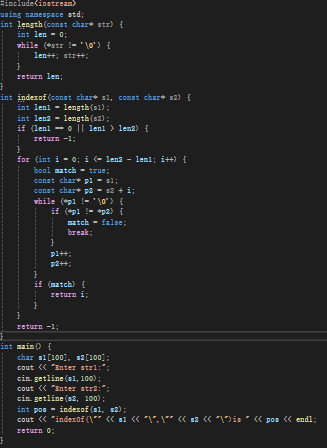 #include<iostream>
using namespace std;
int length(const char* str) {
int len = 0;
while (*str != '\0') {
len++; str++;
}
return len;
}
int indexof(const char* s1, const char* s2) {
int len1 = length(s1);
int len2 = length(s2);
if (len1 == 0 || len1 > len2) {
return -1;
}
for (int i = 0; i <= len2 - len1; i++) {
bool match = true;
const char* p1 = s1;
const char* p2 = s2 + i;
while (*p1 != '\0') {
if (*p1 != *p2) {
match = false;
break;
}
p1++;
p2++;
}
if (match) {
return i;
}
}
return -1;
}
int main() {
char s1[100], s2[100];
cout << "Enter str1:";
cin.getline(s1,100);
cout << "Enter str2:";
cin.getline(s2, 100);
int pos = indexof(s1, s2);
cout << "indexOf(\"" << s1 << "\",\"" << s2 << "\")is " << pos << endl;
return 0;
}